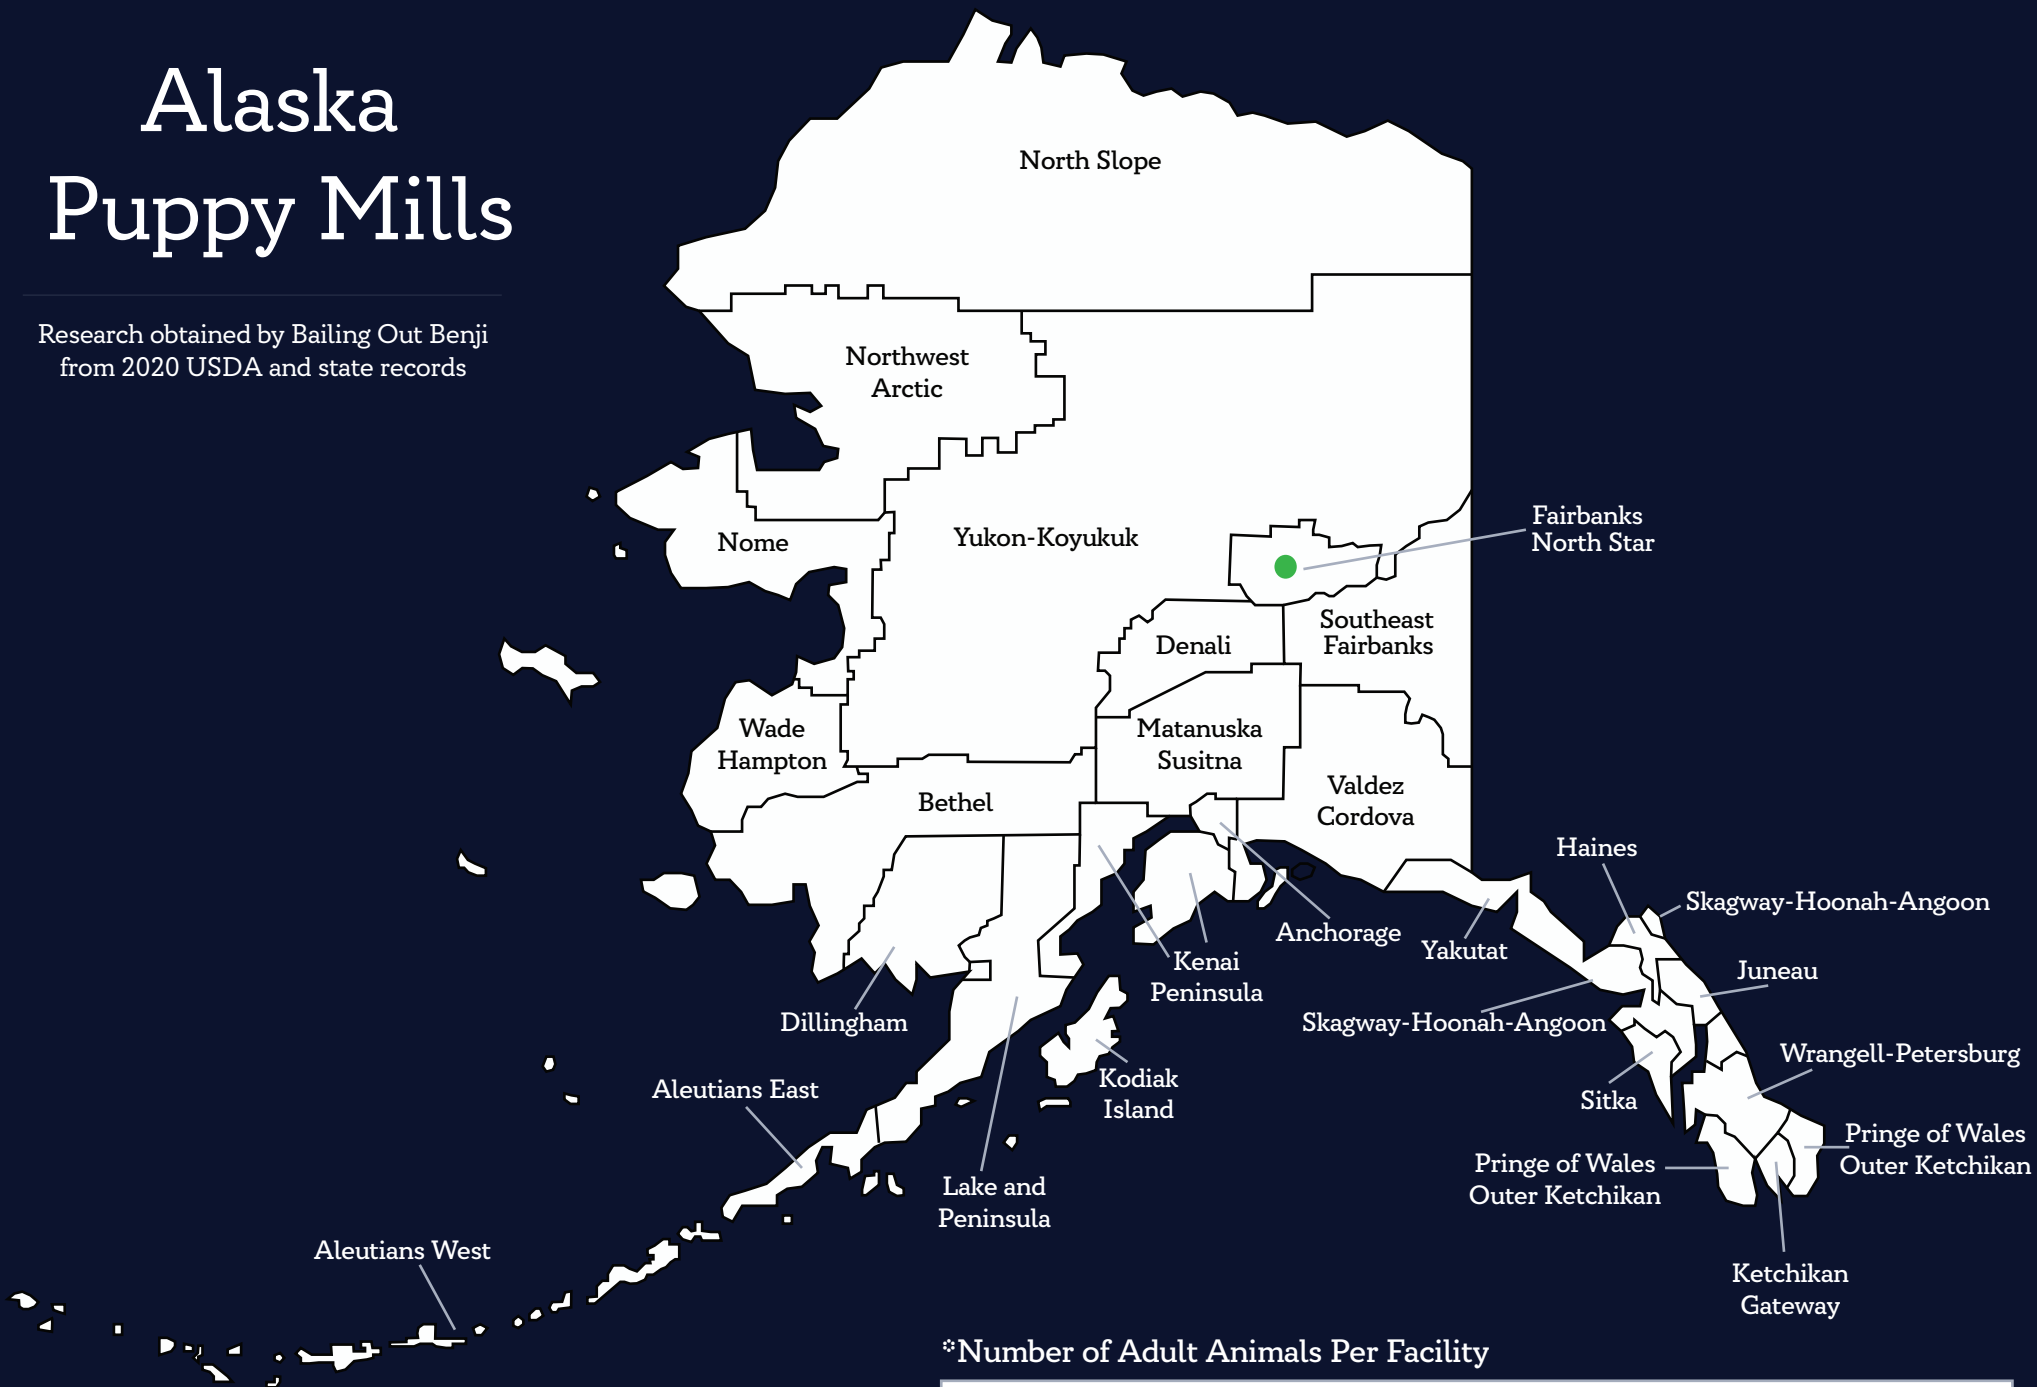 Alaska
Puppy Mills
Research obtained by Bailing Out Benji
from 2020 USDA and state records
North Slope
Northwest
Arctic
Nome
Yukon-Koyukuk
Fairbanks
North Star
Southeast
Fairbanks
Denali
Wade
Hampton
Matanuska
Susitna
Bethel
Valdez
Cordova
Haines
Skagway-Hoonah-Angoon
Anchorage
Yakutat
Kenai
Peninsula
Juneau
Dillingham
Skagway-Hoonah-Angoon
Wrangell-Petersburg
Kodiak
Island
Aleutians East
Sitka
Pringe of Wales
Outer Ketchikan
Pringe of Wales
Outer Ketchikan
Lake and
Peninsula
Aleutians West
Ketchikan
Gateway
*Number of Adult Animals Per Facility